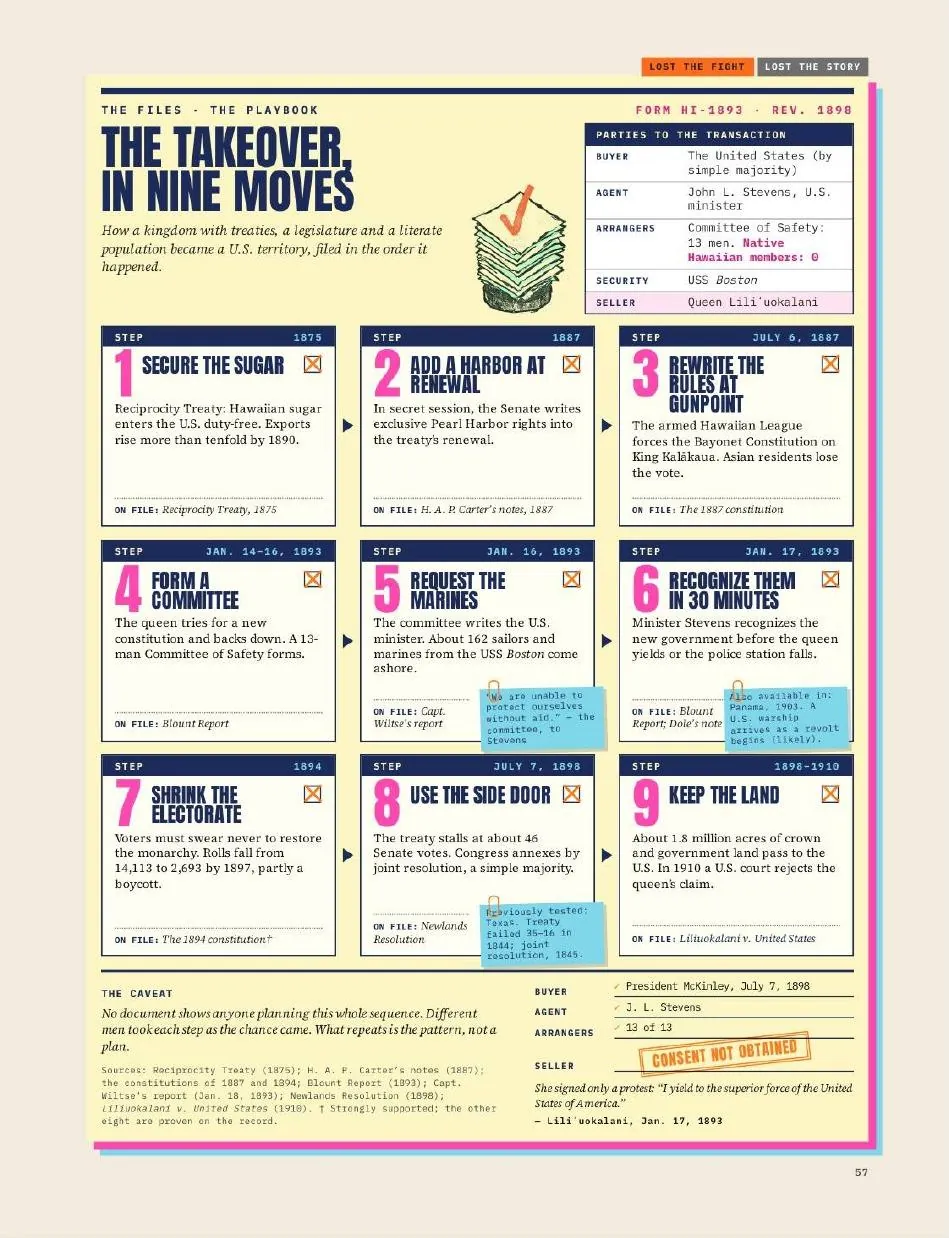 LOST THE FIGHT
LOST THE STORY
THE FILES · THE PLAYBOOK
FORM HI-1893 · REV. 1898
THE TAKEOVER,
IN NINE MOVES
How a kingdom with treaties, a legislature and a literate
population became a U.S. territory, filed in the order it
happened.
PARTIES TO THE TRANSACTION
BUYER The United States (by
simple majority)
AGENT John L. Stevens, U.S.
minister
ARRANGERS Committee of Safety:
13 men. Native
Hawaiian members: 0
SECURITY USS Boston
SELLER Queen Liliʻuokalani
STEP 1875
1 SECURE THE SUGAR
Reciprocity Treaty: Hawaiian sugar
enters the U.S. duty-free. Exports
rise more than tenfold by 1890.
ON FILE: Reciprocity Treaty, 1875
STEP 1887
2 ADD A HARBOR AT
RENEWAL
In secret session, the Senate writes
exclusive Pearl Harbor rights into
the treaty's renewal.
ON FILE: H. A. P. Carter's notes, 1887
STEP JULY 6, 1887
3 REWRITE THE
RULES AT
GUNPOINT
The armed Hawaiian League
forces the Bayonet Constitution on
King Kalākaua. Asian residents lose
the vote.
ON FILE: The 1887 constitution
STEP JAN. 14–16, 1893
4 FORM A
COMMITTEE
The queen tries for a new
constitution and backs down. A 13-
man Committee of Safety forms.
ON FILE: Blount Report
STEP JAN. 16, 1893
5 REQUEST THE
MARINES
The committee writes the U.S.
minister. About 162 sailors and
marines from the USS Boston come
ashore.
ON FILE: Capt.
Wiltse's report
"We are unable to
protect ourselves
without aid." — the
committee, to
Stevens
STEP JAN. 17, 1893
6 RECOGNIZE THEM
IN 30 MINUTES
Minister Stevens recognizes the
new government before the queen
yields or the police station falls.
ON FILE: Blount
Report; Dole's note
Also available in:
Panama, 1903. A
U.S. warship
arrives as a revolt
begins (likely).
STEP 1894
7 SHRINK THE
ELECTORATE
Voters must swear never to restore
the monarchy. Rolls fall from
14,113 to 2,693 by 1897, partly a
boycott.
ON FILE: The 1894 constitution†
STEP JULY 7, 1898
8 USE THE SIDE DOOR
The treaty stalls at about 46
Senate votes. Congress annexes by
joint resolution, a simple majority.
ON FILE: Newlands
Resolution
Previously tested:
Texas. Treaty
failed 35–16 in
1844; joint
resolution, 1845.
STEP 1898–1910
9 KEEP THE LAND
About 1.8 million acres of crown
and government land pass to the
U.S. In 1910 a U.S. court rejects the
queen's claim.
ON FILE: Liliuokalani v. United States
THE CAVEAT
No document shows anyone planning this whole sequence. Different
men took each step as the chance came. What repeats is the pattern, not a
plan.
Sources: Reciprocity Treaty (1875); H. A. P. Carter's notes (1887);
the constitutions of 1887 and 1894; Blount Report (1893); Capt.
Wiltse's report (Jan. 18, 1893); Newlands Resolution (1898);
Liliuokalani v. United States (1910). † Strongly supported; the other
eight are proven on the record.
BUYER ✓ President McKinley, July 7, 1898
AGENT ✓ J. L. Stevens
ARRANGERS ✓ 13 of 13
SELLER CONSENT NOT OBTAINED
She signed only a protest: "I yield to the superior force of the United
States of America."
— Liliʻuokalani, Jan. 17, 1893
57